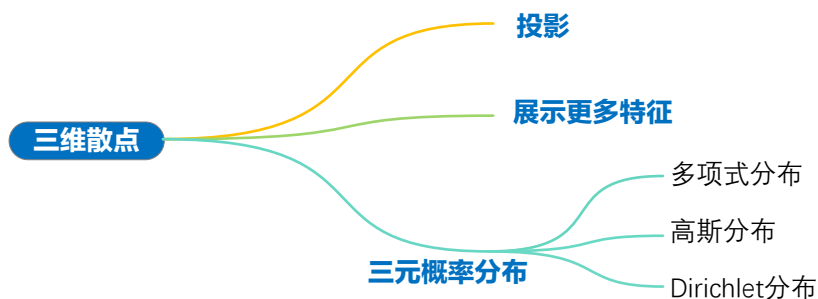 三维散点
投影
展示更多特征
三元概率分布
多项式分布
高斯分布
Dirichlet分布